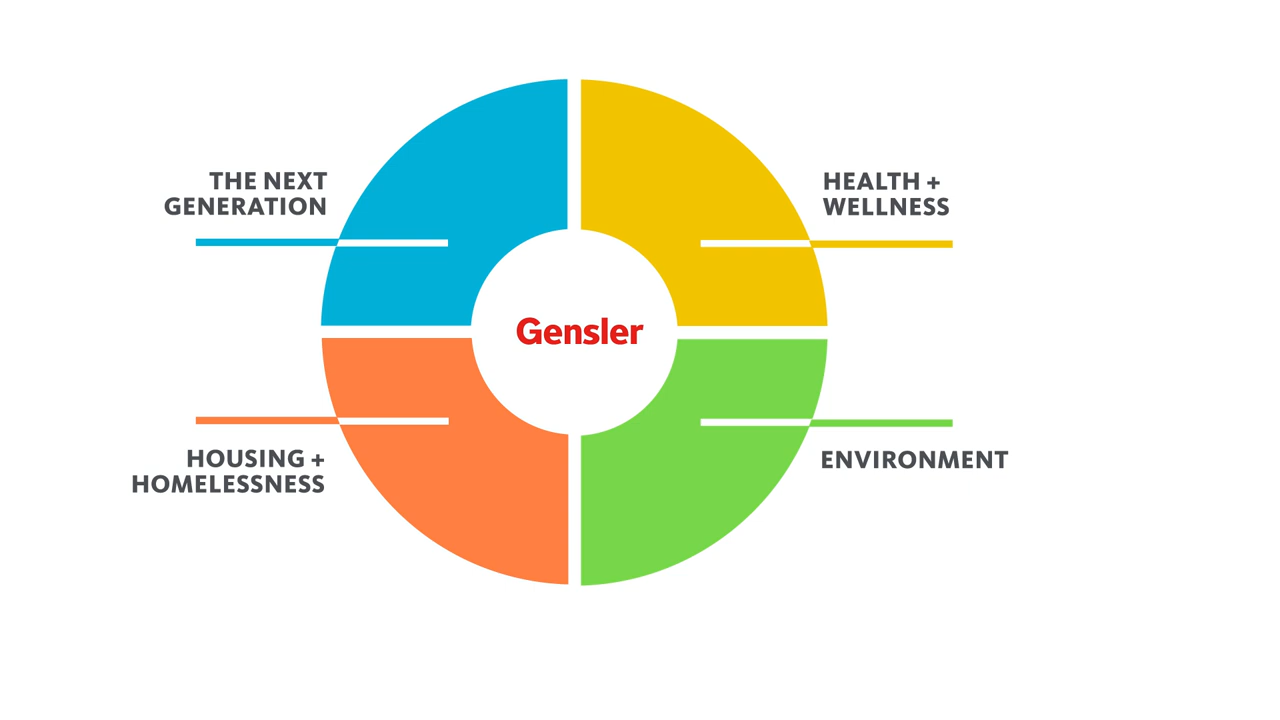 THE NEXT
GENERATION
HEALTH +
WELLNESS
Gensler
HOUSING +
HOMELESSNESS
ENVIRONMENT